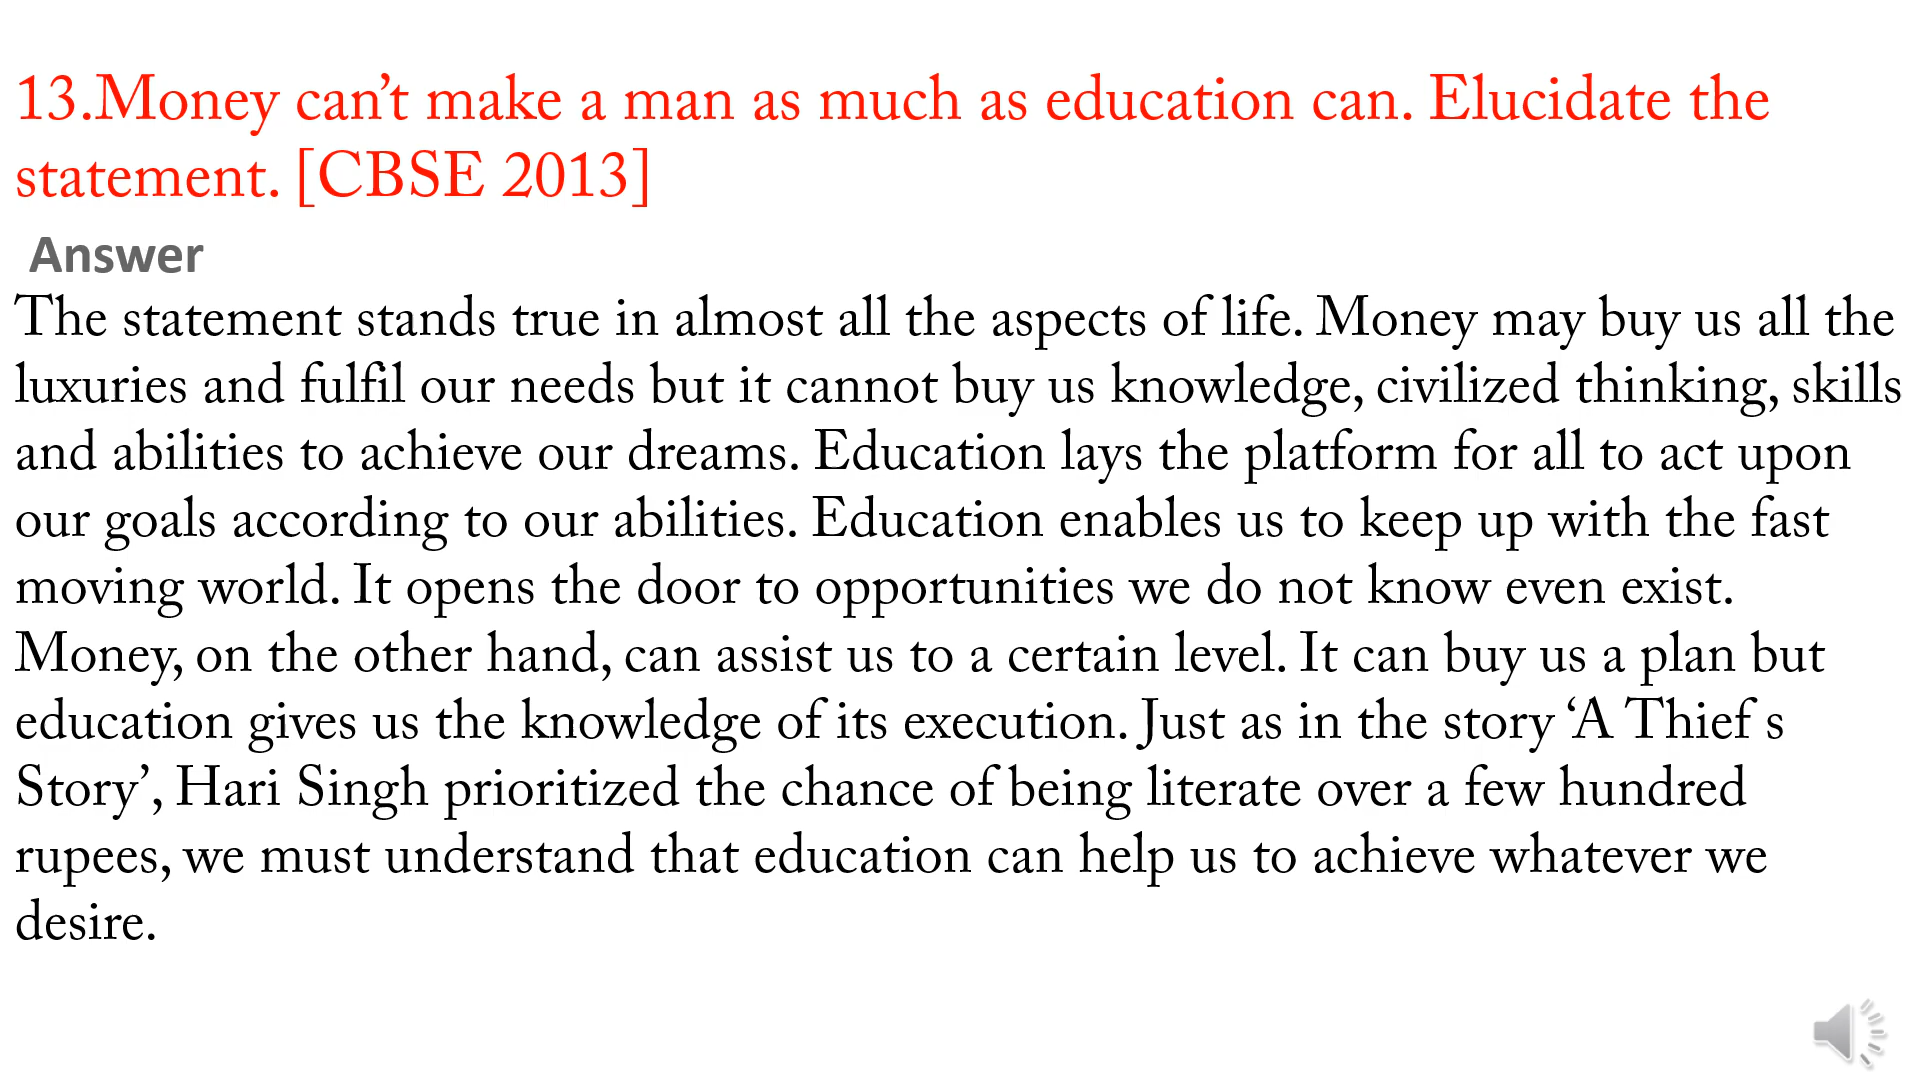 13.Money can’t make a man as much as education can. Elucidate the
statement. [CBSE 2013]
Answer
The statement stands true in almost all the aspects of life. Money may buy us all the
luxuries and fulfil our needs but it cannot buy us knowledge, civilized thinking, skills
and abilities to achieve our dreams. Education lays the platform for all to act upon
our goals according to our abilities. Education enables us to keep up with the fast
moving world. It opens the door to opportunities we do not know even exist.
Money, on the other hand, can assist us to a certain level. It can buy us a plan but
education gives us the knowledge of its execution. Just as in the story ‘A Thief s
Story’, Hari Singh prioritized the chance of being literate over a few hundred
rupees, we must understand that education can help us to achieve whatever we
desire.